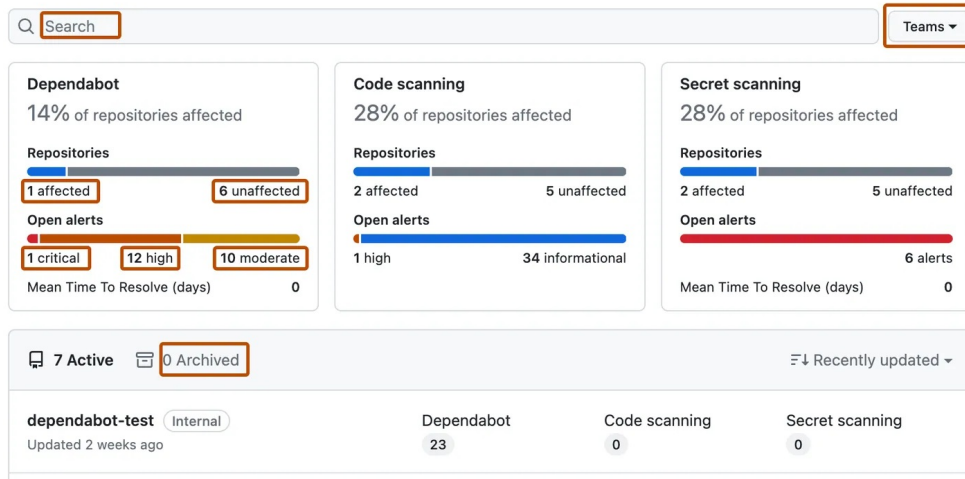 Search
Teams
Dependabot
14% of repositories affected
Repositories
1 affected 6 unaffected
Open alerts
1 critical 12 high 10 moderate
Mean Time To Resolve (days) 0
Code scanning
28% of repositories affected
Repositories
2 affected 5 unaffected
Open alerts
1 high 34 informational
Secret scanning
28% of repositories affected
Repositories
2 affected 5 unaffected
Open alerts
6 alerts
Mean Time To Resolve (days) 0
7 Active 0 Archived Recently updated
dependabot-test Internal Dependabot Code scanning Secret scanning
Updated 2 weeks ago 23 0 0